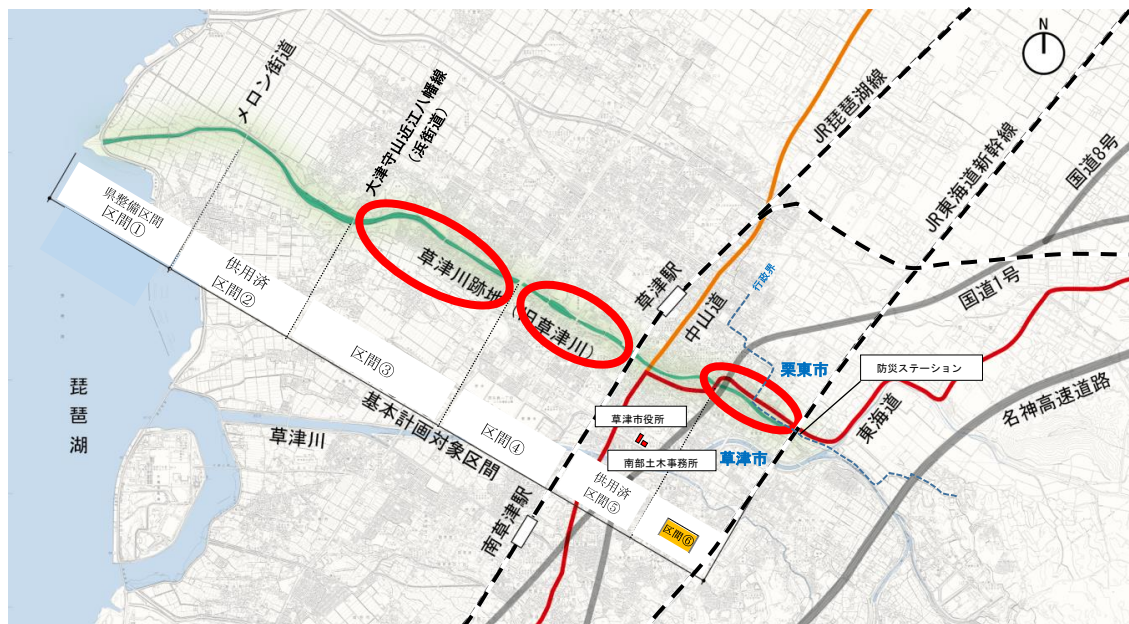 N
メロン街道
大津守山近江八幡線
（浜街道）
JR琵琶湖線
JR東海道新幹線
国道8号
県整備区間
区間①
供用済
区間②
草津川跡地
（旧草津川）
草津駅
中山道
行政界
国道1号
区間③
栗東市
防災ステーション
琵琶湖
草津川
基本計画対象区間
区間④
草津市役所
南部土木事務所
草津市
東海道
名神高速道路
供用済
区間⑤
南草津駅
区間⑥